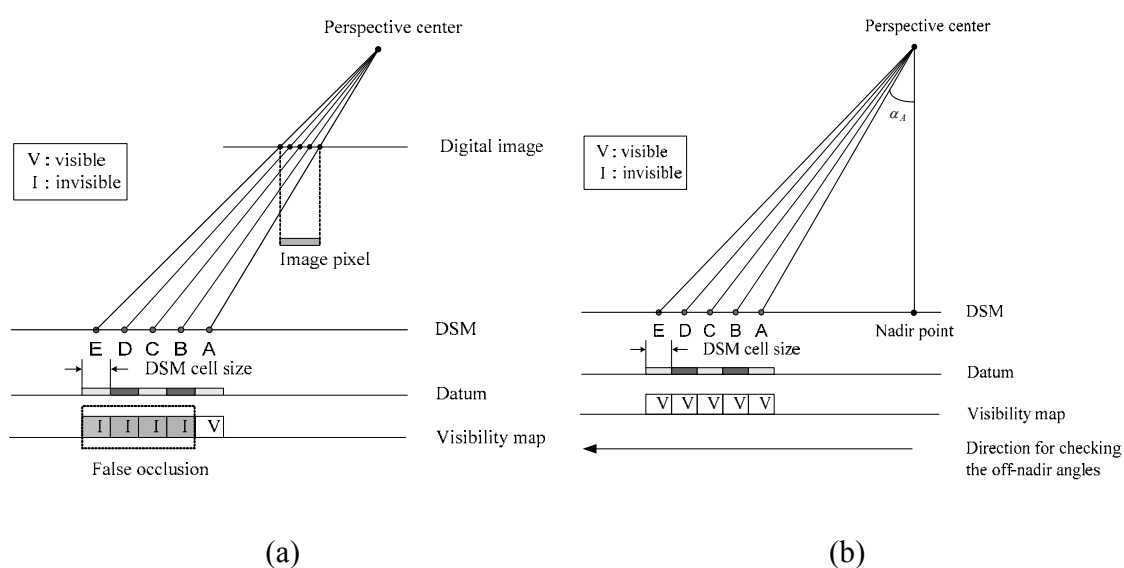 Perspective center
V : visible
I : invisible
Digital image
Image pixel
DSM
E D C B A
DSM cell size
Datum
I I I I V
Visibility map
False occlusion
(a)
Perspective center
αA
V : visible
I : invisible
DSM
Nadir point
E D C B A
DSM cell size
Datum
V V V V V
Visibility map
Direction for checking
the off-nadir angles
(b)